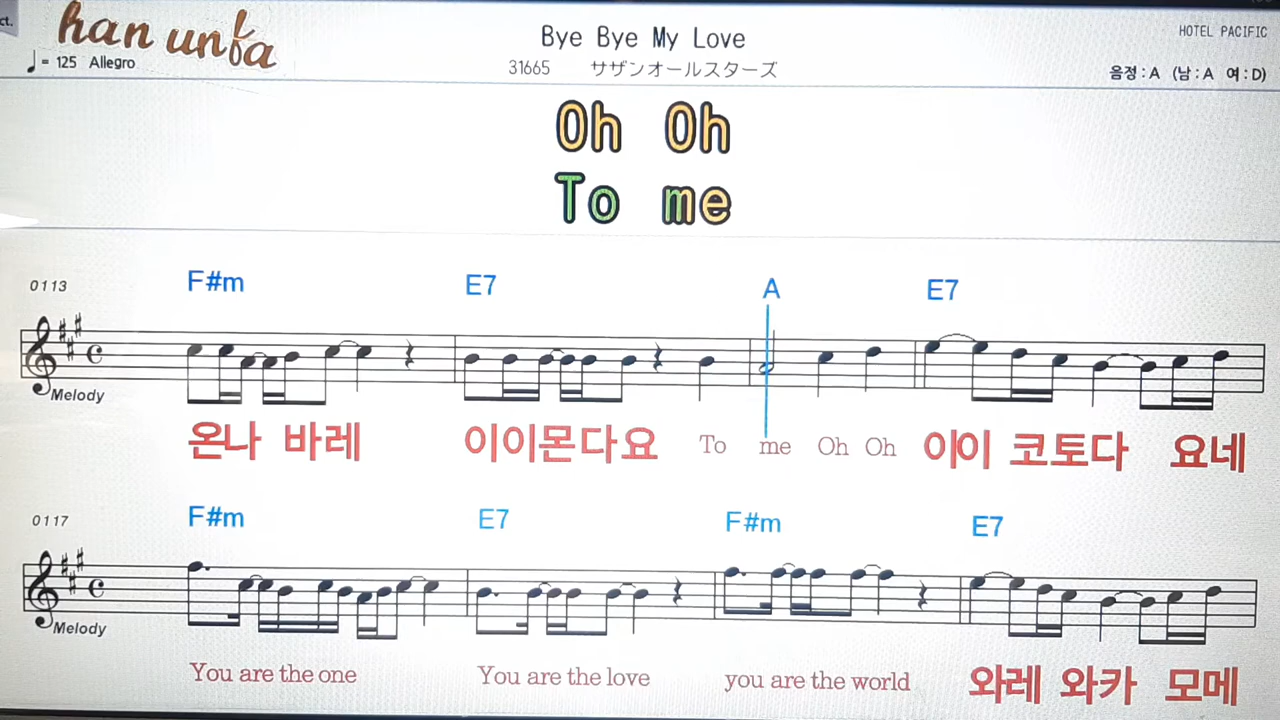 ct.
han unfa
Bye Bye My Love
HOTEL PACIFIC
♩ = 125 Allegro
31665 サザンオールスターズ
음정 : A (남 : A 여 : D)
Oh Oh
To me
0113
F#m E7 A E7
Melody
온나 바레 이이몬다요 To me Oh Oh 이이 코토다 요네
0117
F#m E7 F#m E7
Melody
You are the one You are the love you are the world 와레 와카 모메